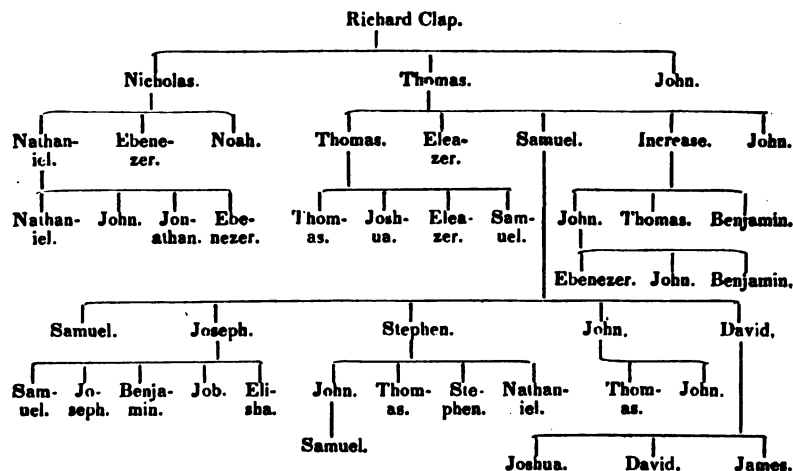 Richard Clap.
Nicholas. Thomas. John.
Nathan- Ebene- Noah. Thomas. Elea- Samuel. Increase. John.
iel. zer. zer.
Nathan- John. Jon- Ebe- Thom- Josh- Elea- Sam- John. Thomas. Benjamin.
iel. athan. nezer. as. ua. zer. uel.
Ebenezer. John. Benjamin,
Samuel. Joseph. Stephen. John, David,
Sam- Jo- Benja- Job. Eli- John. Thom- Ste- Nathan- Thom- John.
uel. seph. min. sha. as. phen. iel. as.
Samuel.
Joshua. David. James.